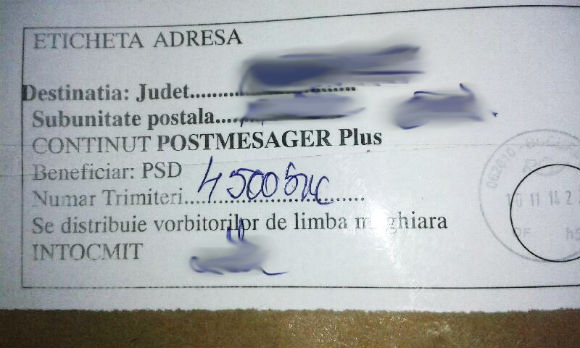 ETICHETA ADRESA
Destinatia: Judet....................
Subunitate postala......
CONTINUT POSTMESAGER Plus
Beneficiar: PSD
Numar Trimiteri 4500 buc
Se distribuie vorbitorilor de limba maghiara
INTOCMIT